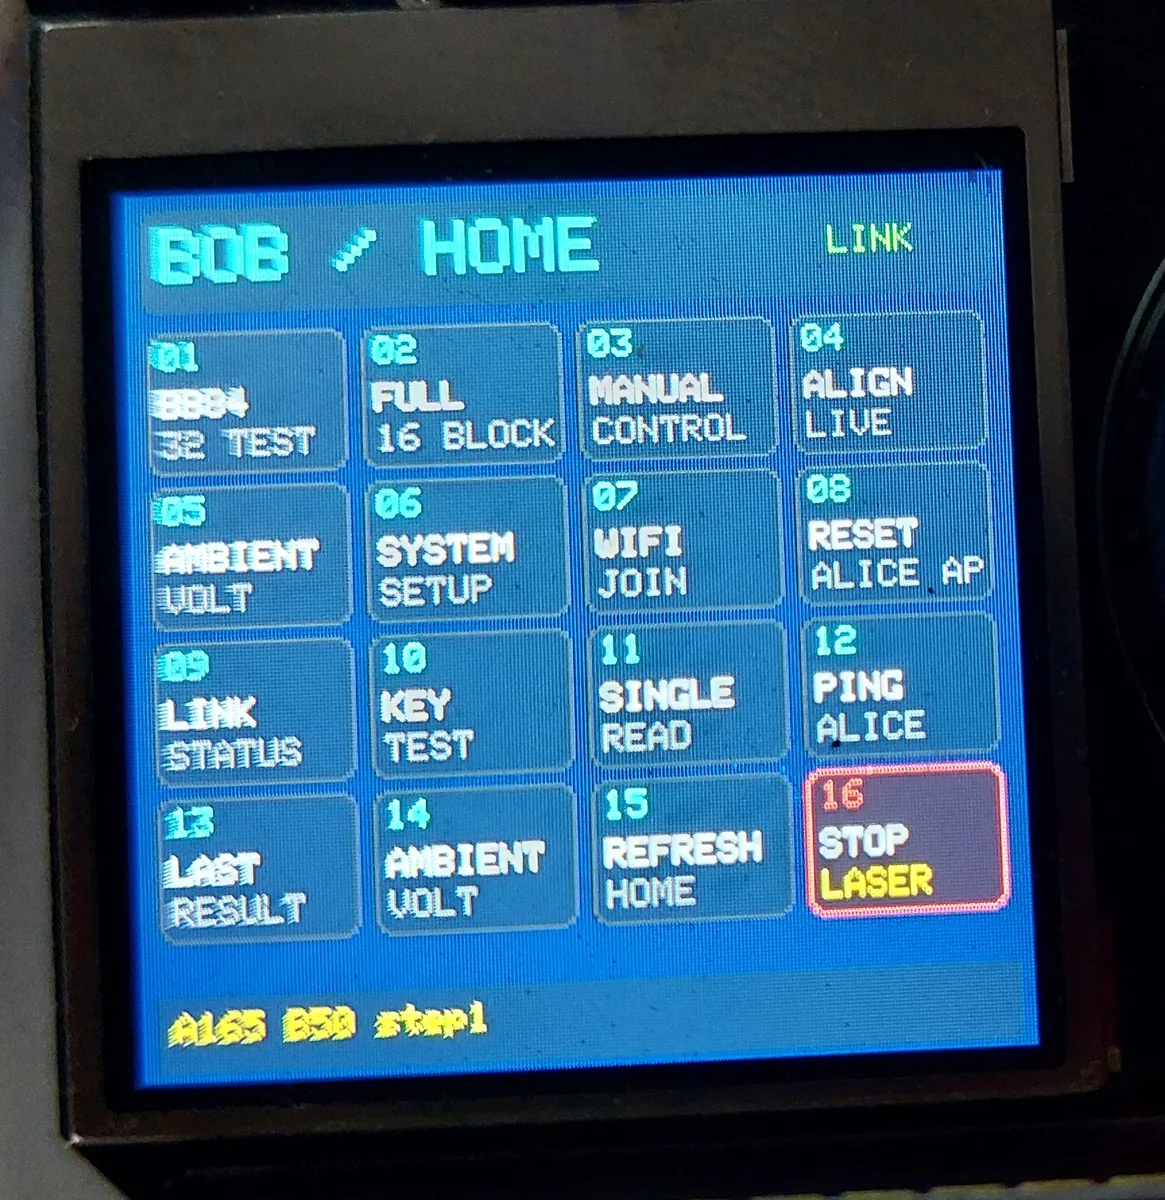 BOB / HOME LINK
01
BB84
32 TEST
02
FULL
16 BLOCK
03
MANUAL
CONTROL
04
ALIGN
LIVE
05
AMBIENT
VOLT
06
SYSTEM
SETUP
07
WIFI
JOIN
08
RESET
ALICE AP
09
LINK
STATUS
10
KEY
TEST
11
SINGLE
READ
12
PING
ALICE
13
LAST
RESULT
14
AMBIENT
VOLT
15
REFRESH
HOME
16
STOP
LASER
A165 B50 step1